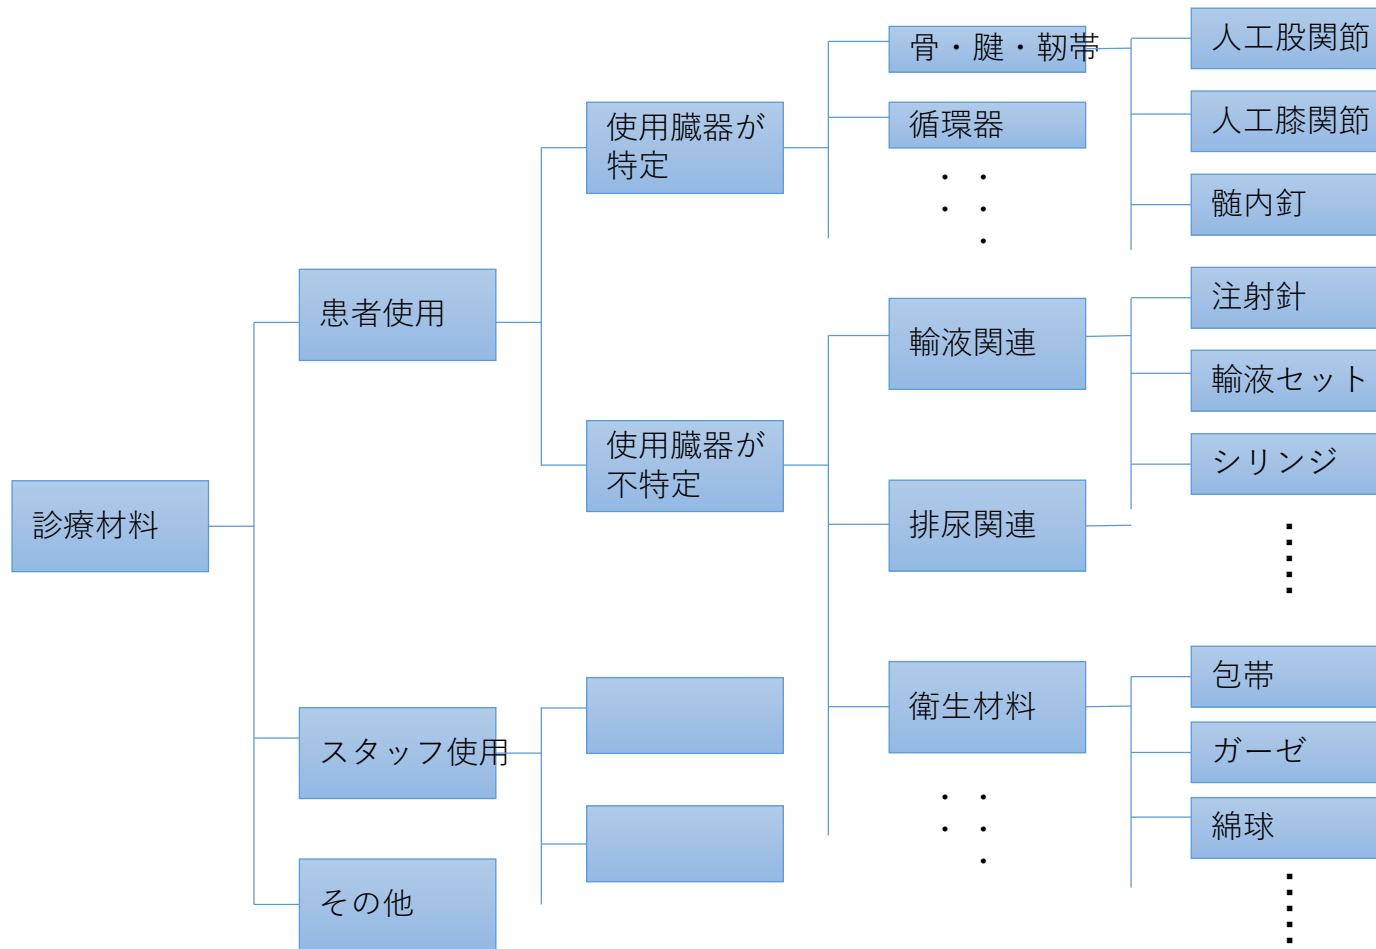 診療材料
患者使用
スタッフ使用
その他
使用臓器が
特定
使用臓器が
不特定
骨・腱・靭帯
循環器
輸液関連
排尿関連
衛生材料
人工股関節
人工膝関節
髄内釘
注射針
輸液セット
シリンジ
包帯
ガーゼ
綿球